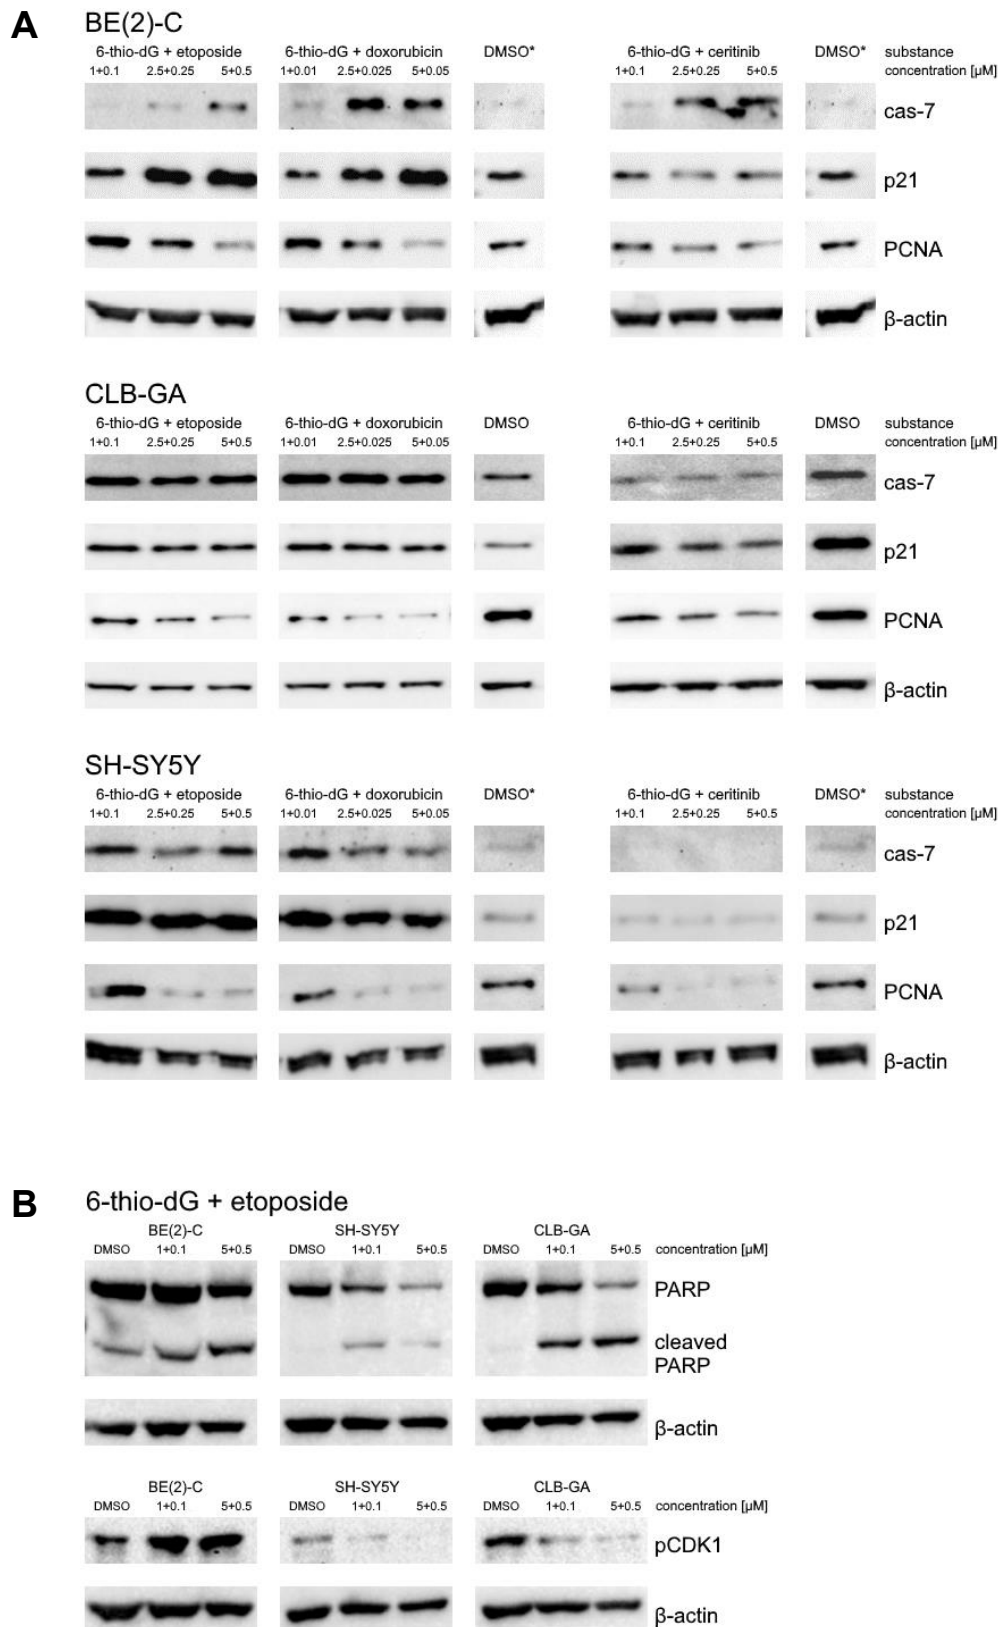 A
BE(2)-C
6-thio-dG + etoposide 6-thio-dG + doxorubicin DMSO* 6-thio-dG + ceritinib DMSO* substance
1+0.1 2.5+0.25 5+0.5 1+0.01 2.5+0.025 5+0.05 1+0.1 2.5+0.25 5+0.5 concentration [µM]
cas-7
p21
PCNA
β-actin
CLB-GA
6-thio-dG + etoposide 6-thio-dG + doxorubicin DMSO 6-thio-dG + ceritinib DMSO substance
1+0.1 2.5+0.25 5+0.5 1+0.01 2.5+0.025 5+0.05 1+0.1 2.5+0.25 5+0.5 concentration [µM]
cas-7
p21
PCNA
β-actin
SH-SY5Y
6-thio-dG + etoposide 6-thio-dG + doxorubicin DMSO* 6-thio-dG + ceritinib DMSO* substance
1+0.1 2.5+0.25 5+0.5 1+0.01 2.5+0.025 5+0.05 1+0.1 2.5+0.25 5+0.5 concentration [µM]
cas-7
p21
PCNA
β-actin
B
6-thio-dG + etoposide
BE(2)-C SH-SY5Y CLB-GA
DMSO 1+0.1 5+0.5 DMSO 1+0.1 5+0.5 DMSO 1+0.1 5+0.5 concentration [µM]
PARP
cleaved
PARP
β-actin
BE(2)-C SH-SY5Y CLB-GA
DMSO 1+0.1 5+0.5 DMSO 1+0.1 5+0.5 DMSO 1+0.1 5+0.5 concentration [µM]
pCDK1
β-actin